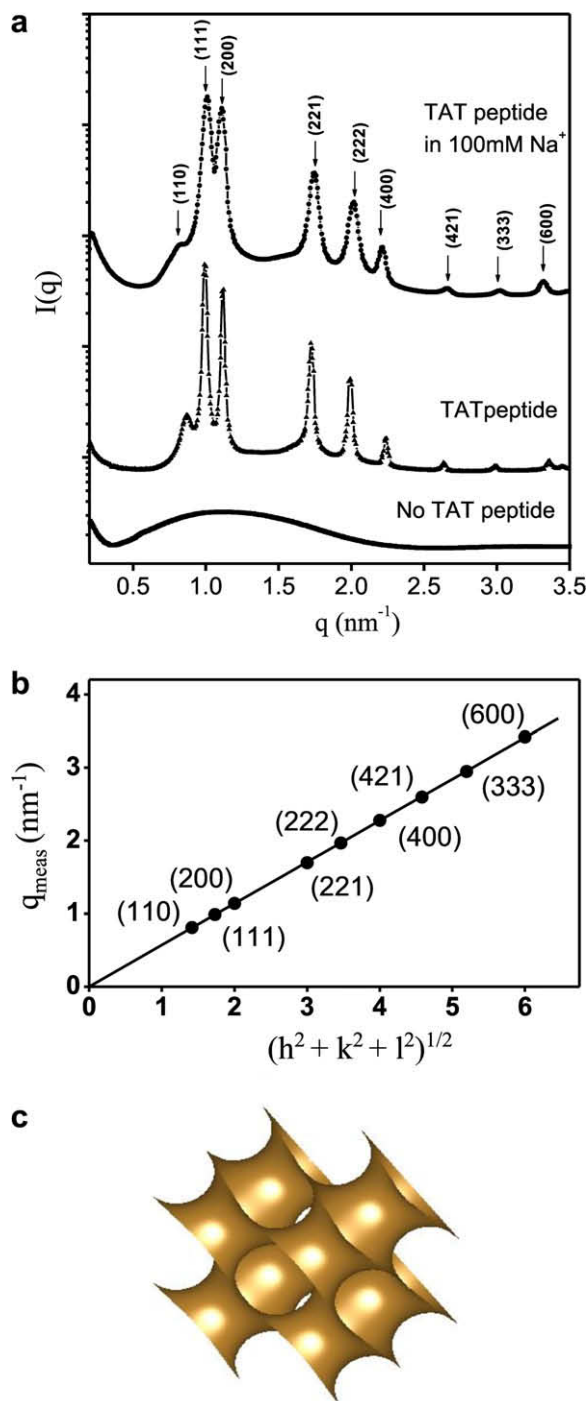 a
(111)
(200)
(110)
(221)
(222)
(400)
(421)
(333)
(600)
TAT peptide
in 100mM Na⁺
I(q)
TATpeptide
No TAT peptide
0.5 1.0 1.5 2.0 2.5 3.0 3.5
q (nm⁻¹)
b
4
3
2
1
0
q_meas (nm⁻¹)
(600)
(421)
(333)
(222)
(400)
(200)
(221)
(110)
(111)
0 1 2 3 4 5 6
(h² + k² + l²)^1/2
c